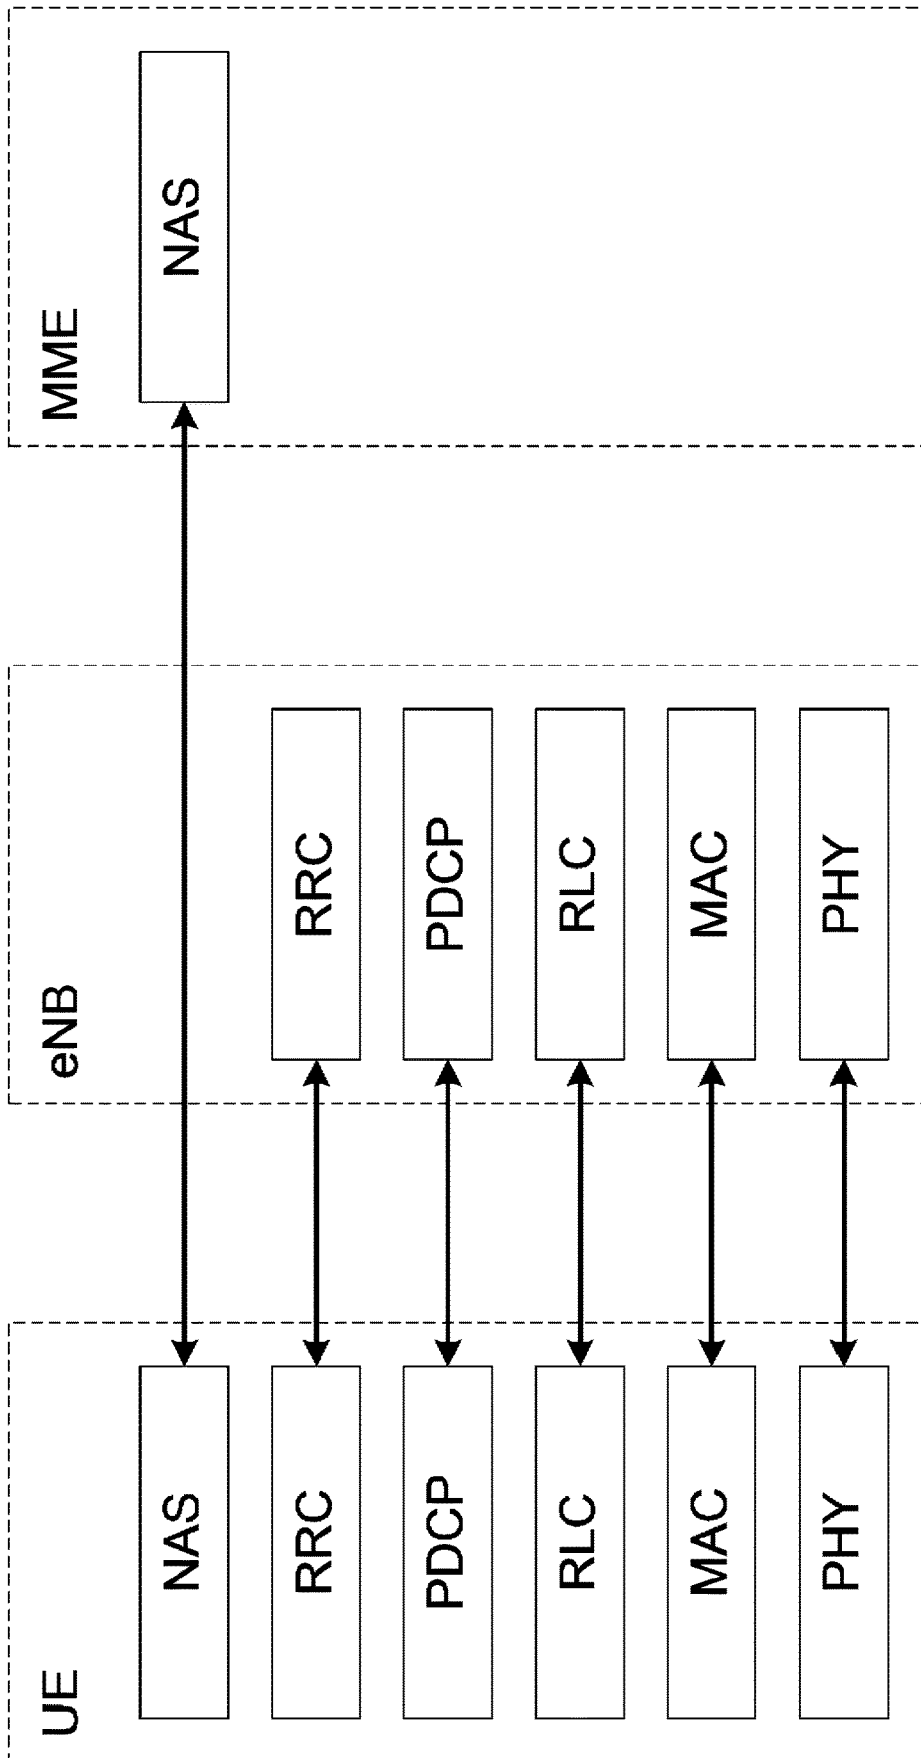 UE
NAS
RRC
PDCP
RLC
MAC
PHY
eNB
RRC
PDCP
RLC
MAC
PHY
MME
NAS